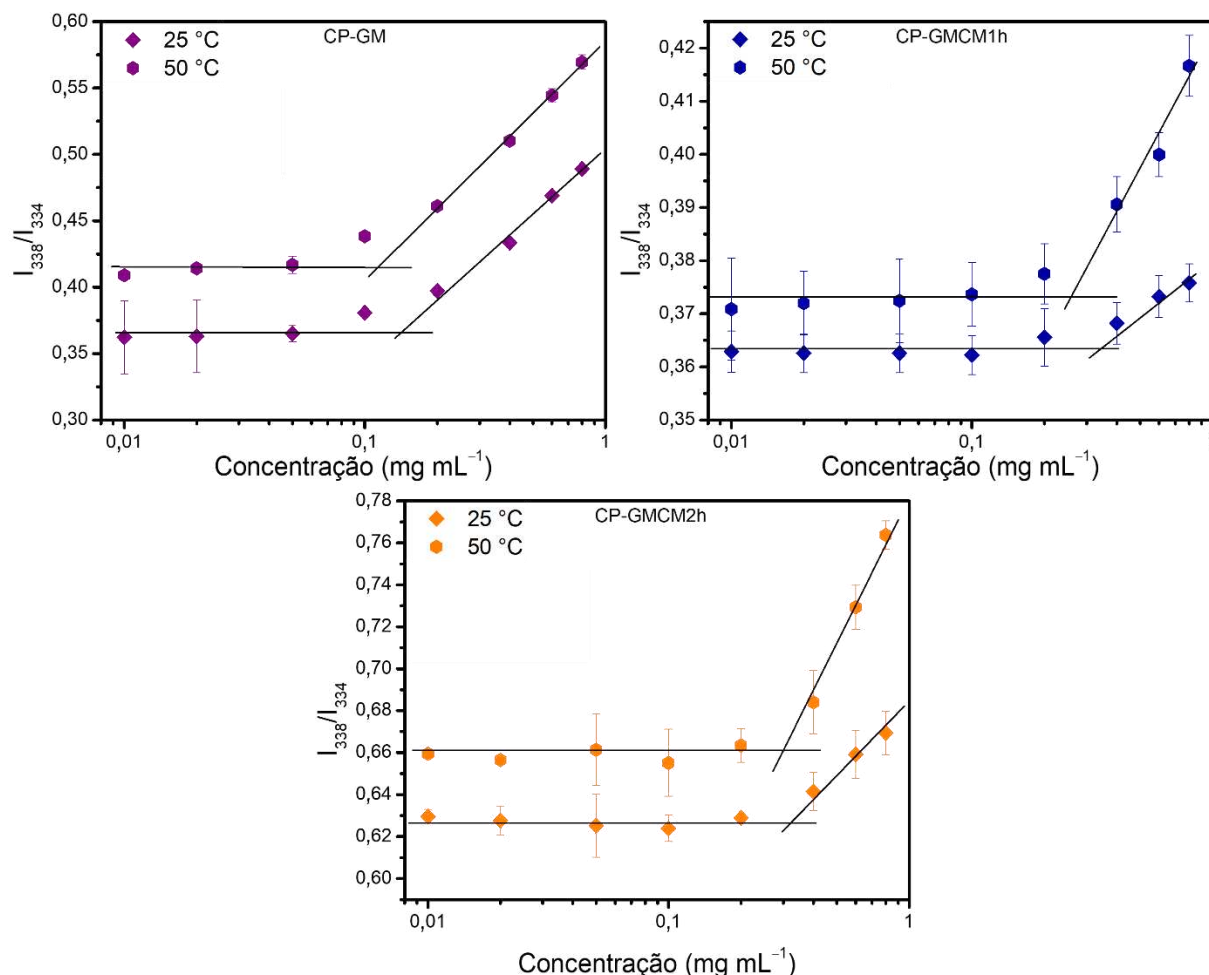 CP-GM
25 °C
50 °C
0,60
0,55
0,50
0,45
0,40
0,35
0,30
I338/I334
0,01
0,1
1
Concentração (mg mL⁻¹)
CP-GMCM1h
25 °C
50 °C
0,42
0,41
0,40
0,39
0,38
0,37
0,36
0,35
I338/I334
0,01
0,1
Concentração (mg mL⁻¹)
CP-GMCM2h
25 °C
50 °C
0,78
0,76
0,74
0,72
0,70
0,68
0,66
0,64
0,62
0,60
I338/I334
0,01
0,1
1
Concentração (mg mL⁻¹)